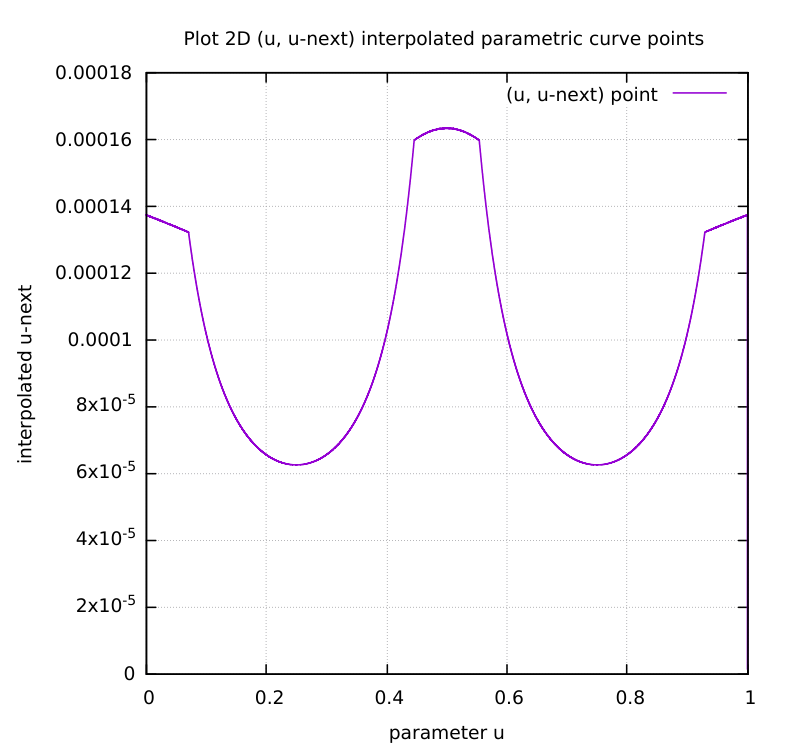 Plot 2D (u, u-next) interpolated parametric curve points
(u, u-next) point
0.00018
0.00016
0.00014
0.00012
0.0001
8x10-5
6x10-5
4x10-5
2x10-5
0
interpolated u-next
0 0.2 0.4 0.6 0.8 1
parameter u